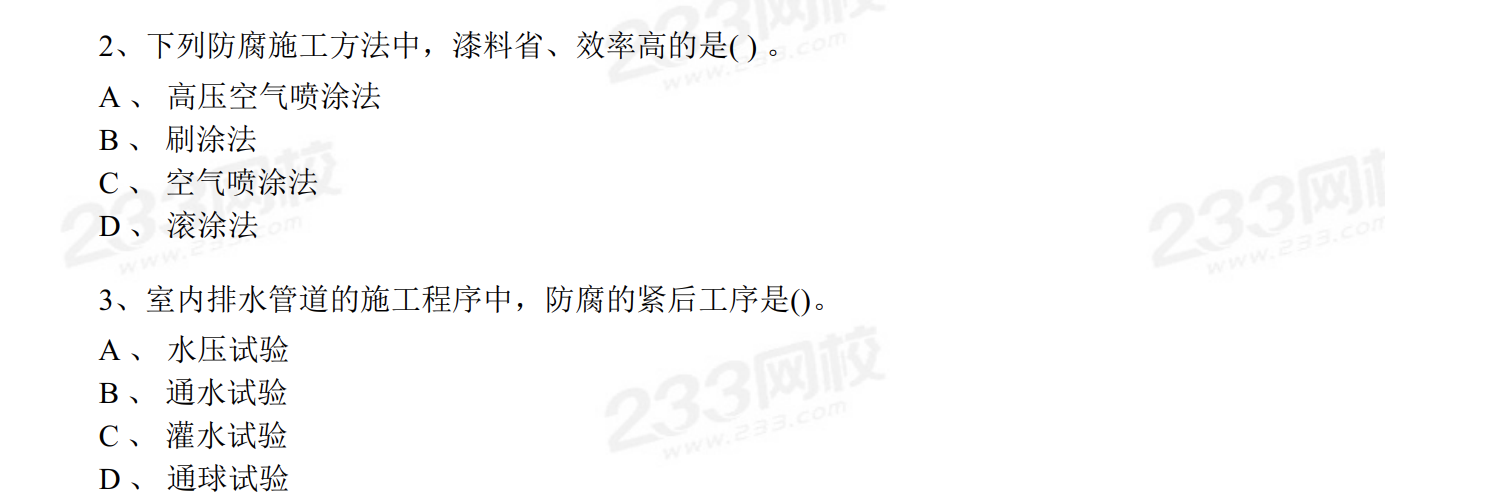 2、下列防腐施工方法中，漆料省、效率高的是( ) 。
A 、 高压空气喷涂法
B 、 刷涂法
C 、 空气喷涂法
D 、 滚涂法
3、室内排水管道的施工程序中，防腐的紧后工序是()。
A 、 水压试验
B 、 通水试验
C 、 灌水试验
D 、 通球试验
233网校
www.233.com
233网校
www.233.com
233网校
www.233.com
233网校
www.233.com